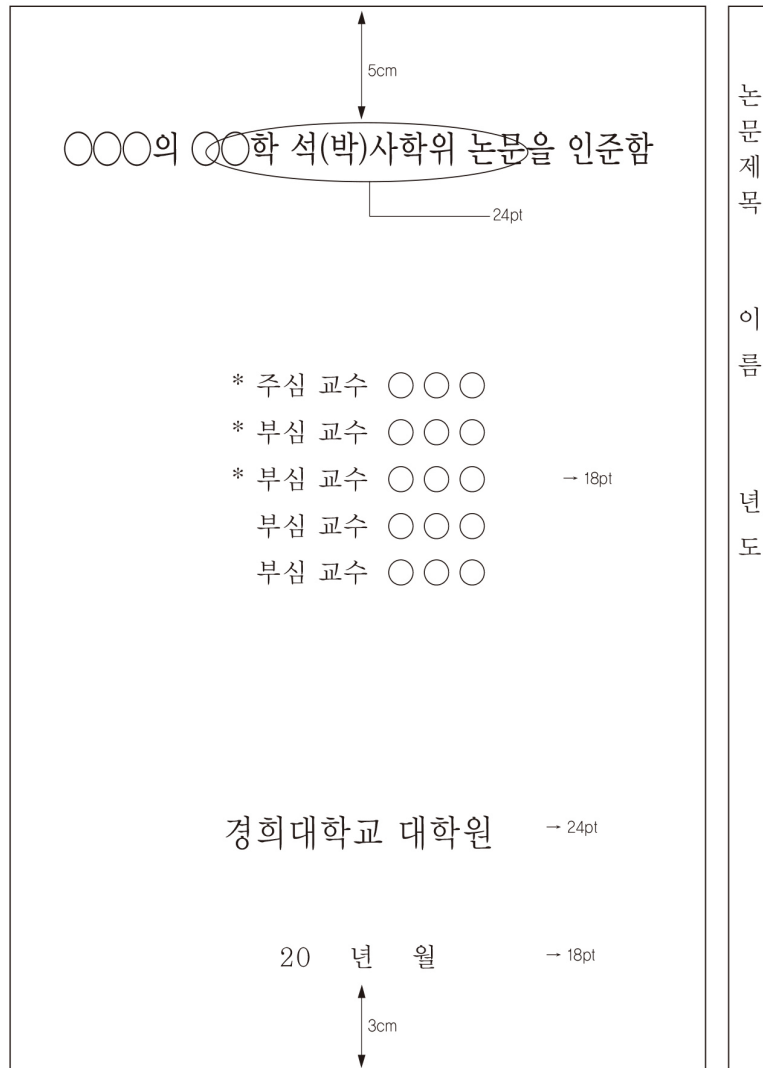 5cm
○○○의 ○○학 석(박)사학위 논문을 인준함
24pt
* 주심 교수 ○○○
* 부심 교수 ○○○
* 부심 교수 ○○○ → 18pt
부심 교수 ○○○
부심 교수 ○○○
경희대학교 대학원 → 24pt
20 년 월 → 18pt
3cm
논문제목 이름 년도